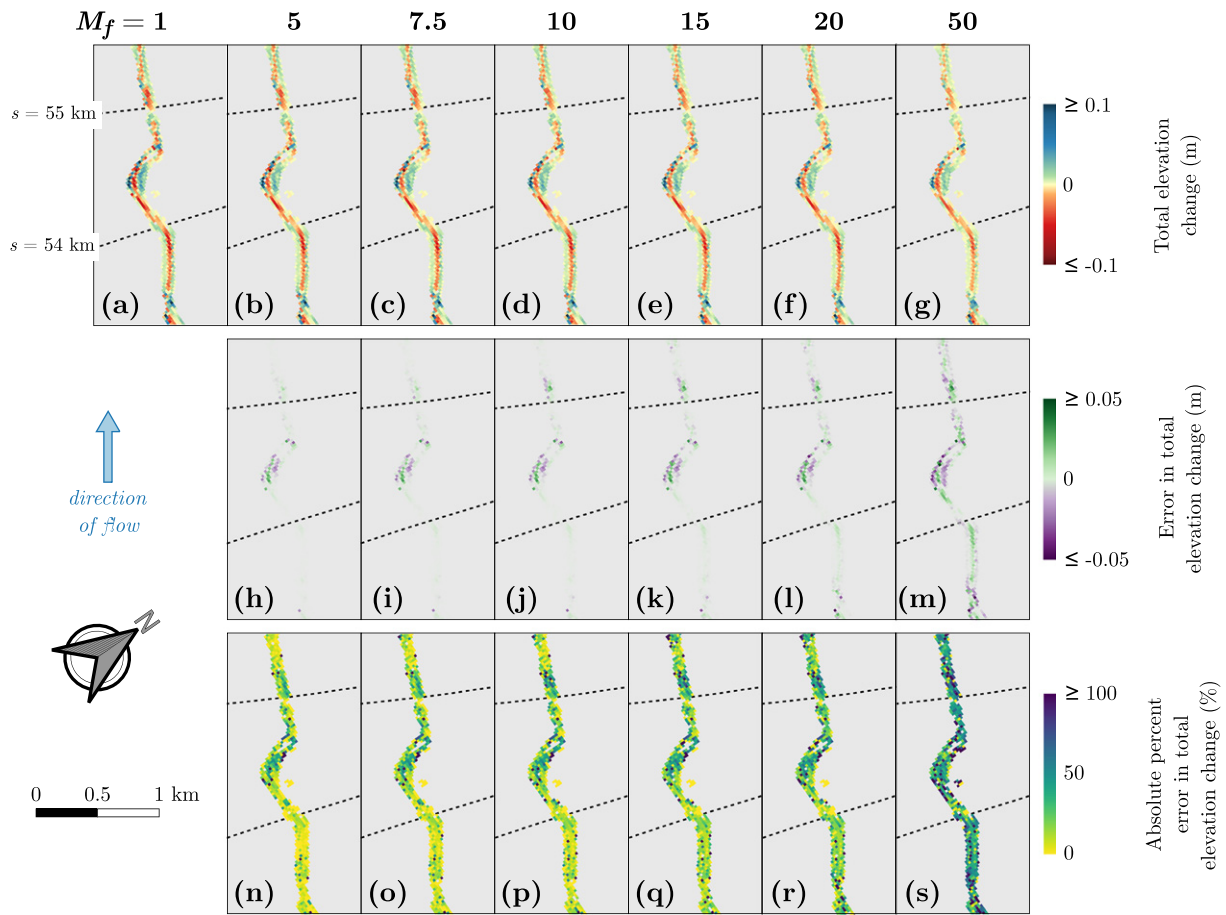 M_f = 1 5 7.5 10 15 20 50
s = 55 km
s = 54 km
(a) (b) (c) (d) (e) (f) (g)
≥ 0.1
0
≤ -0.1
Total elevation
change (m)
direction
of flow
(h) (i) (j) (k) (l) (m)
≥ 0.05
0
≤ -0.05
Error in total
elevation change (m)
N
0 0.5 1 km
(n) (o) (p) (q) (r) (s)
≥ 100
50
0
Absolute percent
error in total
elevation change (%)